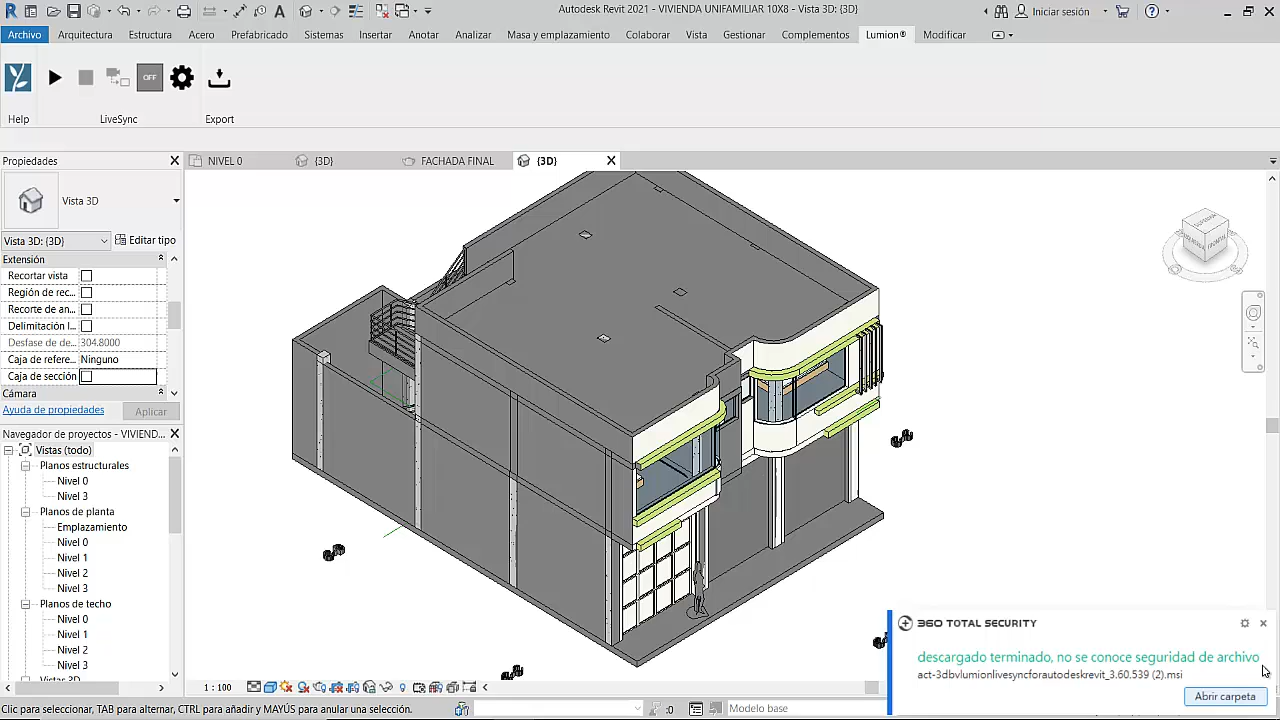 Autodesk Revit 2021 - VIVIENDA UNIFAMILIAR 10X8 - Vista 3D: {3D}
Iniciar sesión
Archivo Arquitectura Estructura Acero Prefabricado Sistemas Insertar Anotar Analizar Masa y emplazamiento Colaborar Vista Gestionar Complementos Lumion® Modificar
OFF
Help LiveSync Export
Propiedades
NIVEL 0 {3D} FACHADA FINAL {3D}
Vista 3D
Vista 3D: {3D} Editar tipo
Extensión
Recortar vista
Región de rec...
Recorte de an...
Delimitación l...
Desfase de de... 304.8000
Caja de refere... Ninguno
Caja de sección
Cámara
Ayuda de propiedades Aplicar
Navegador de proyectos - VIVIEND...
Vistas (todo)
Planos estructurales
Nivel 0
Nivel 3
Planos de planta
Emplazamiento
Nivel 0
Nivel 1
Nivel 2
Nivel 3
Planos de techo
Nivel 0
Nivel 1
Nivel 2
Nivel 3
Vistas 3D
1 : 100
360 TOTAL SECURITY
descargado terminado, no se conoce seguridad de archivo
act-3dbvlumionlivesyncforautodeskrevit_3.60.539 (2).msi
Abrir carpeta
Clic para seleccionar, TAB para alternar, CTRL para añadir y MAYÚS para anular una selección.
:0
Modelo base